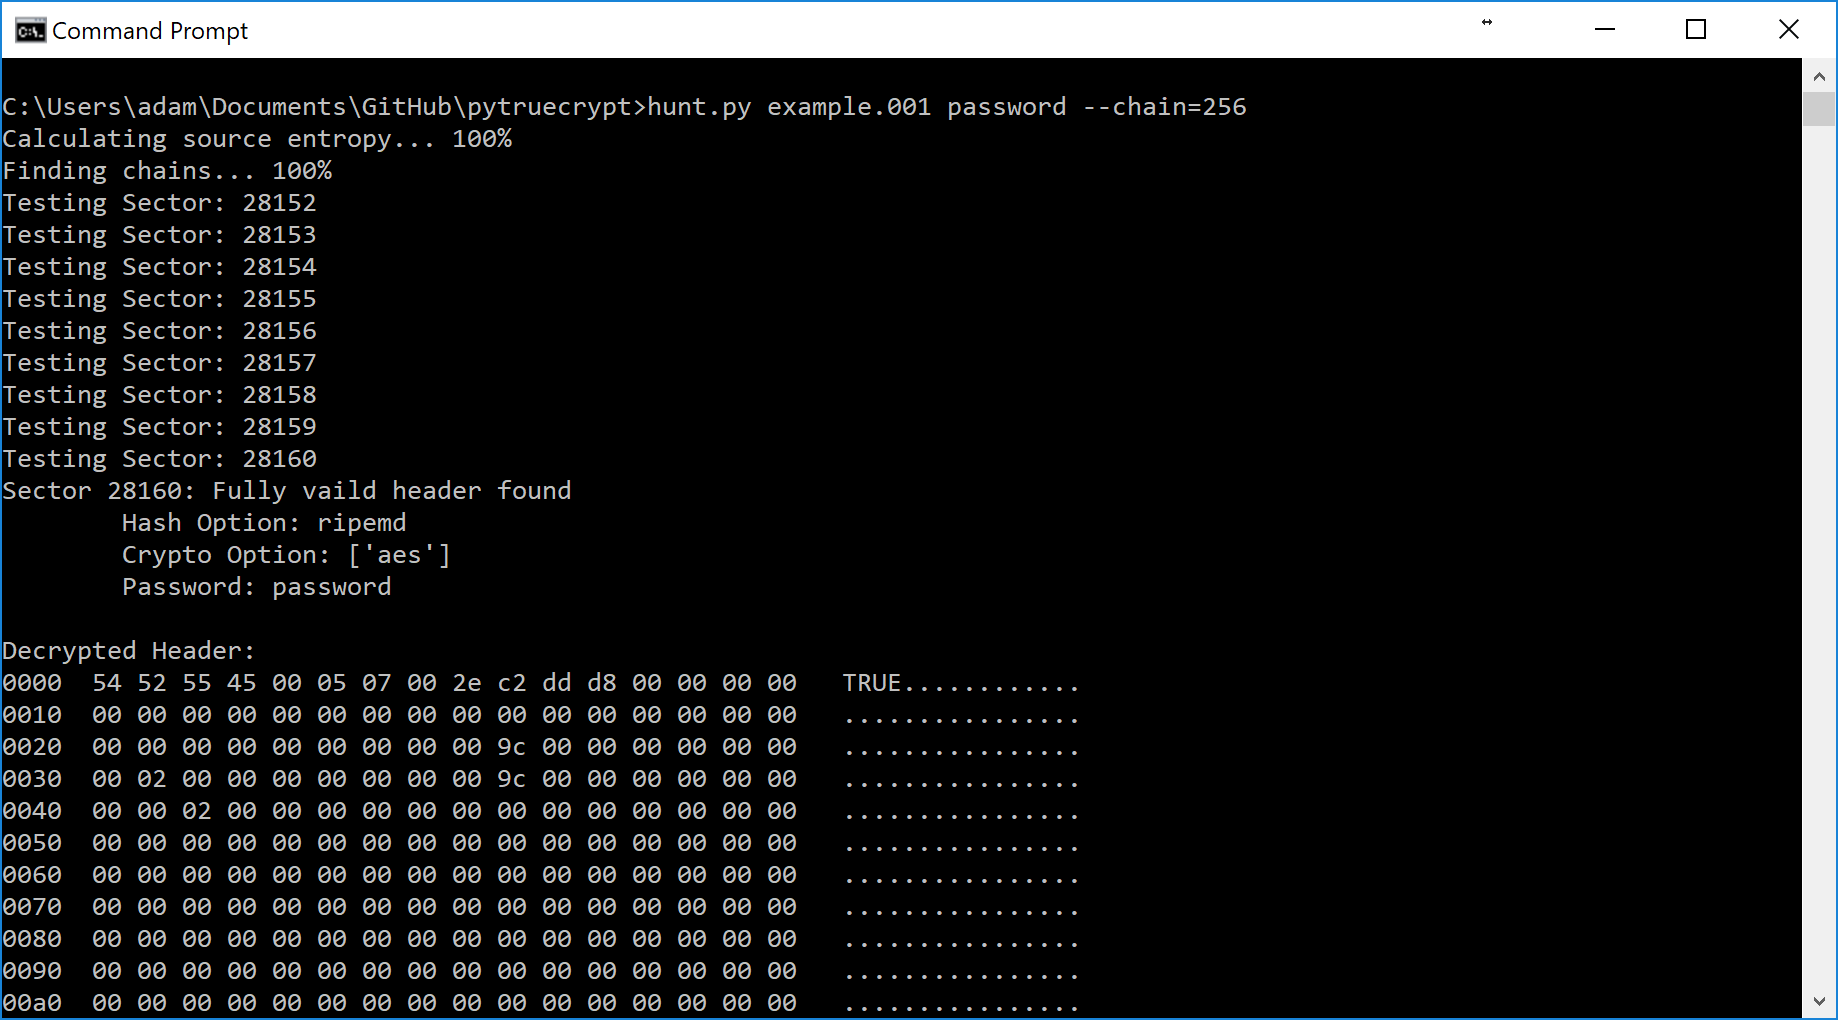 Command Prompt
C:\Users\adam\Documents\GitHub\pytruecrypt>hunt.py example.001 password --chain=256
Calculating source entropy... 100%
Finding chains... 100%
Testing Sector: 28152
Testing Sector: 28153
Testing Sector: 28154
Testing Sector: 28155
Testing Sector: 28156
Testing Sector: 28157
Testing Sector: 28158
Testing Sector: 28159
Testing Sector: 28160
Sector 28160: Fully vaild header found
Hash Option: ripemd
Crypto Option: ['aes']
Password: password
Decrypted Header:
0000  54 52 55 45 00 05 07 00 2e c2 dd d8 00 00 00 00   TRUE............
0010  00 00 00 00 00 00 00 00 00 00 00 00 00 00 00 00   ................
0020  00 00 00 00 00 00 00 00 00 9c 00 00 00 00 00 00   ................
0030  00 02 00 00 00 00 00 00 00 9c 00 00 00 00 00 00   ................
0040  00 00 02 00 00 00 00 00 00 00 00 00 00 00 00 00   ................
0050  00 00 00 00 00 00 00 00 00 00 00 00 00 00 00 00   ................
0060  00 00 00 00 00 00 00 00 00 00 00 00 00 00 00 00   ................
0070  00 00 00 00 00 00 00 00 00 00 00 00 00 00 00 00   ................
0080  00 00 00 00 00 00 00 00 00 00 00 00 00 00 00 00   ................
0090  00 00 00 00 00 00 00 00 00 00 00 00 00 00 00 00   ................
00a0  00 00 00 00 00 00 00 00 00 00 00 00 00 00 00 00   ................